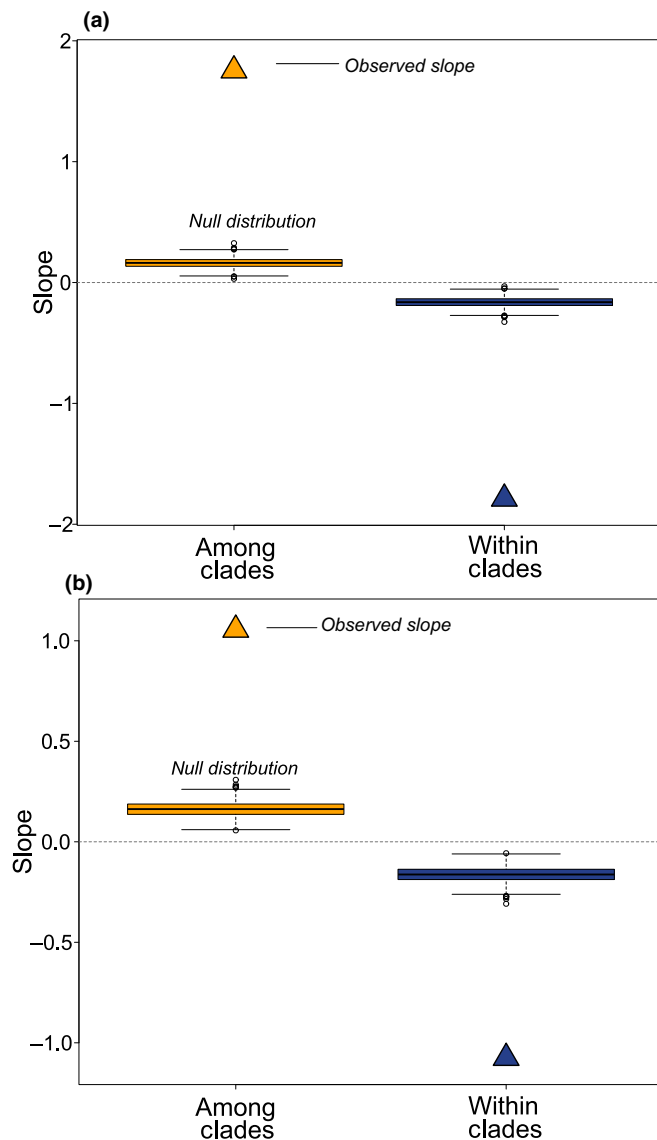 (a)
2
Observed slope
1
Null distribution
0
Slope
−1
−2
Among
clades
Within
clades
(b)
1.0
Observed slope
0.5
Null distribution
0.0
Slope
−0.5
−1.0
Among
clades
Within
clades